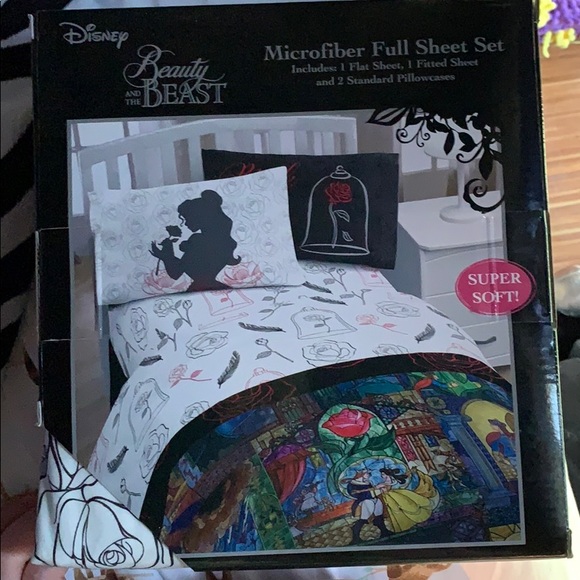 Disney
Beauty
AND THE
BEAST
Microfiber Full Sheet Set
Includes: 1 Flat Sheet, 1 Fitted Sheet
and 2 Standard Pillowcases
SUPER
SOFT!